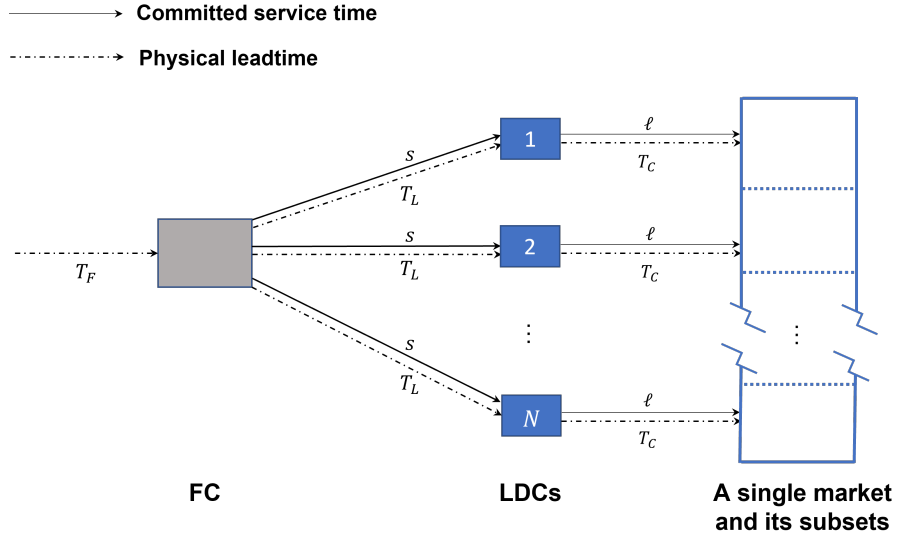 Committed service time
Physical leadtime
T_F
s
T_L
s
T_L
s
T_L
1
2
⋮
N
ℓ
T_C
ℓ
T_C
ℓ
T_C
⋮
FC
LDCs
A single market
and its subsets